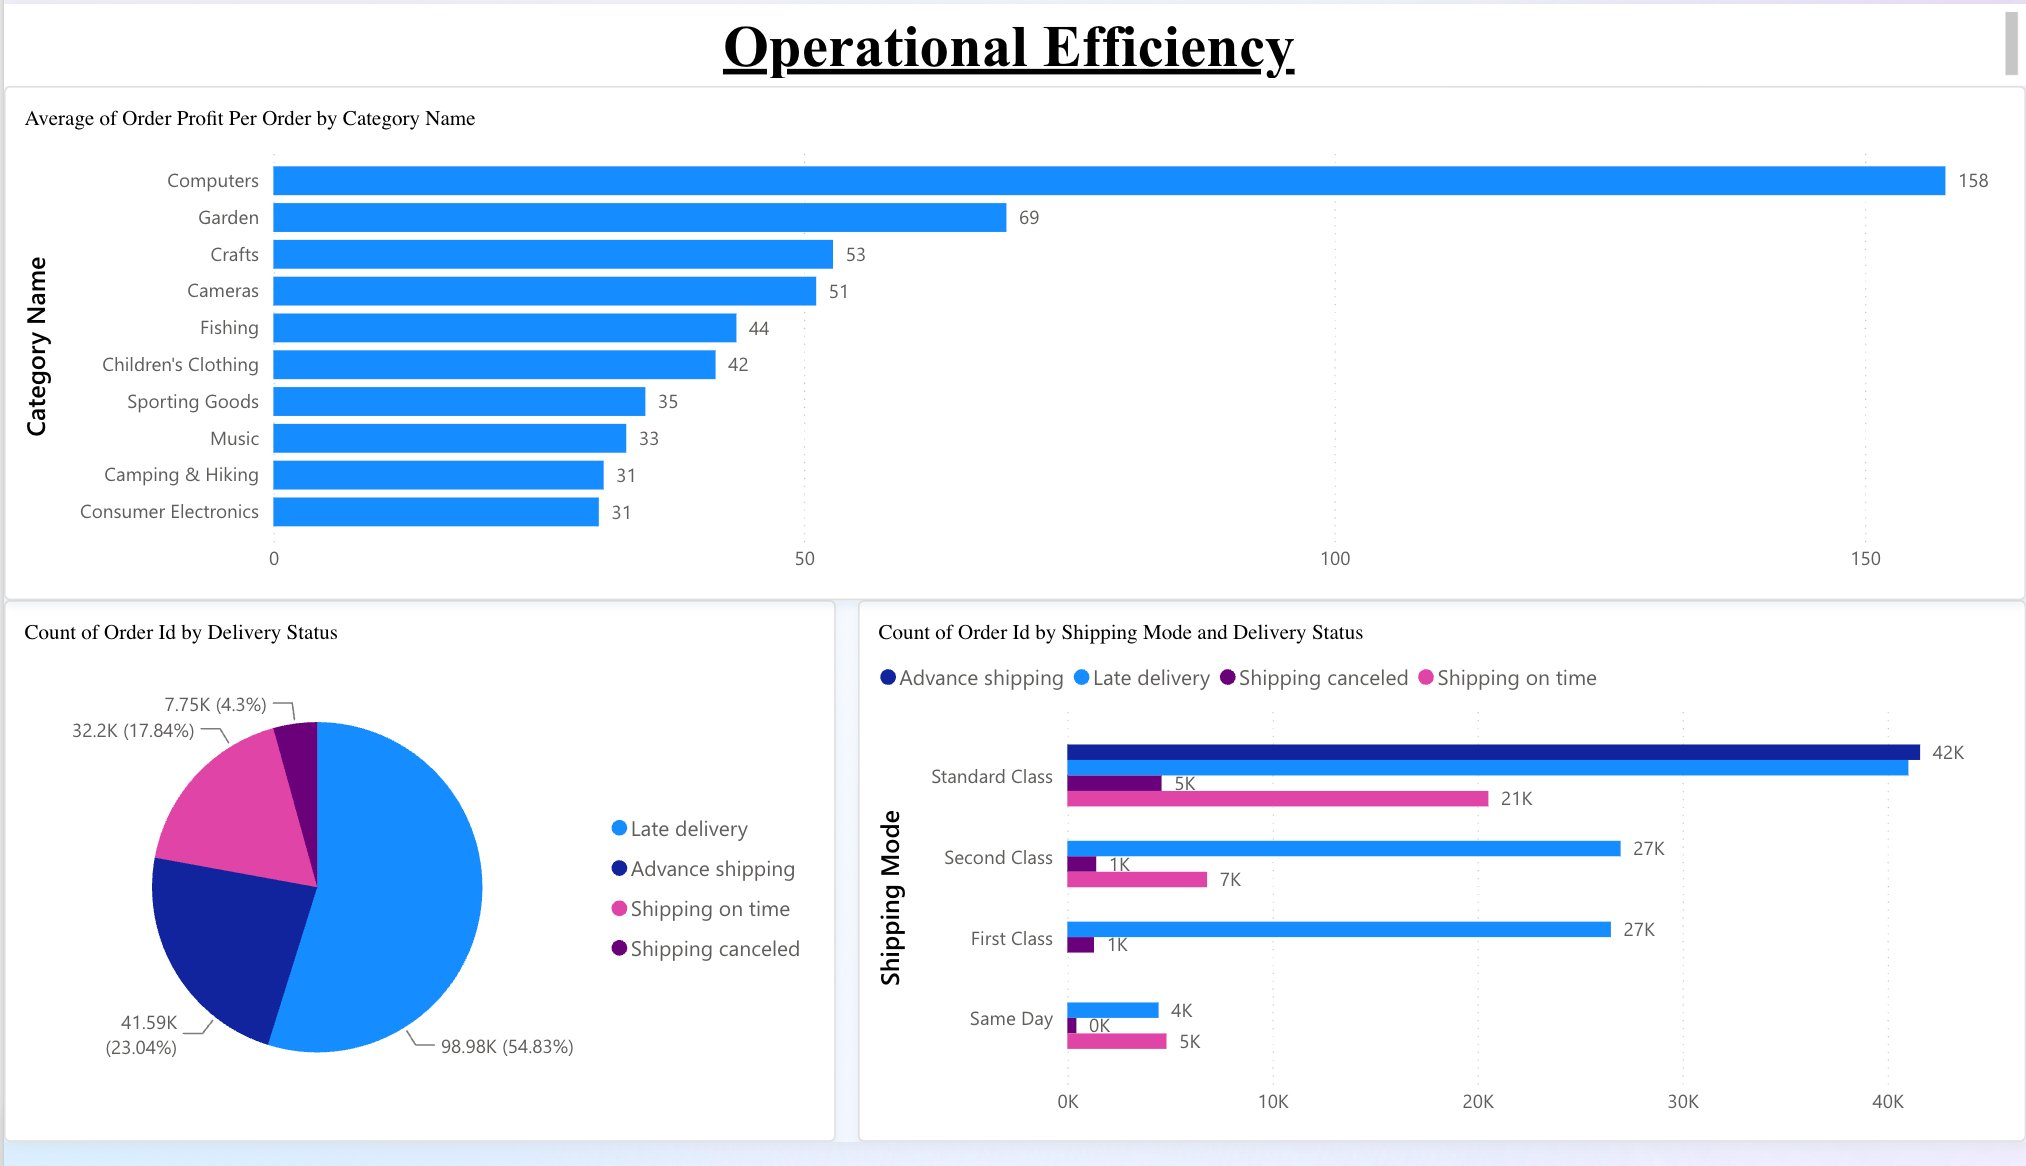 Operational Efficiency
Average of Order Profit Per Order by Category Name
Category Name
Computers 158
Garden 69
Crafts 53
Cameras 51
Fishing 44
Children's Clothing 42
Sporting Goods 35
Music 33
Camping & Hiking 31
Consumer Electronics 31
0 50 100 150
Count of Order Id by Delivery Status
7.75K (4.3%)
32.2K (17.84%)
41.59K
(23.04%)
98.98K (54.83%)
Late delivery
Advance shipping
Shipping on time
Shipping canceled
Count of Order Id by Shipping Mode and Delivery Status
Advance shipping Late delivery Shipping canceled Shipping on time
Shipping Mode
42K
Standard Class
5K
21K
27K
Second Class
1K
7K
27K
First Class
1K
4K
Same Day
0K
5K
0K 10K 20K 30K 40K